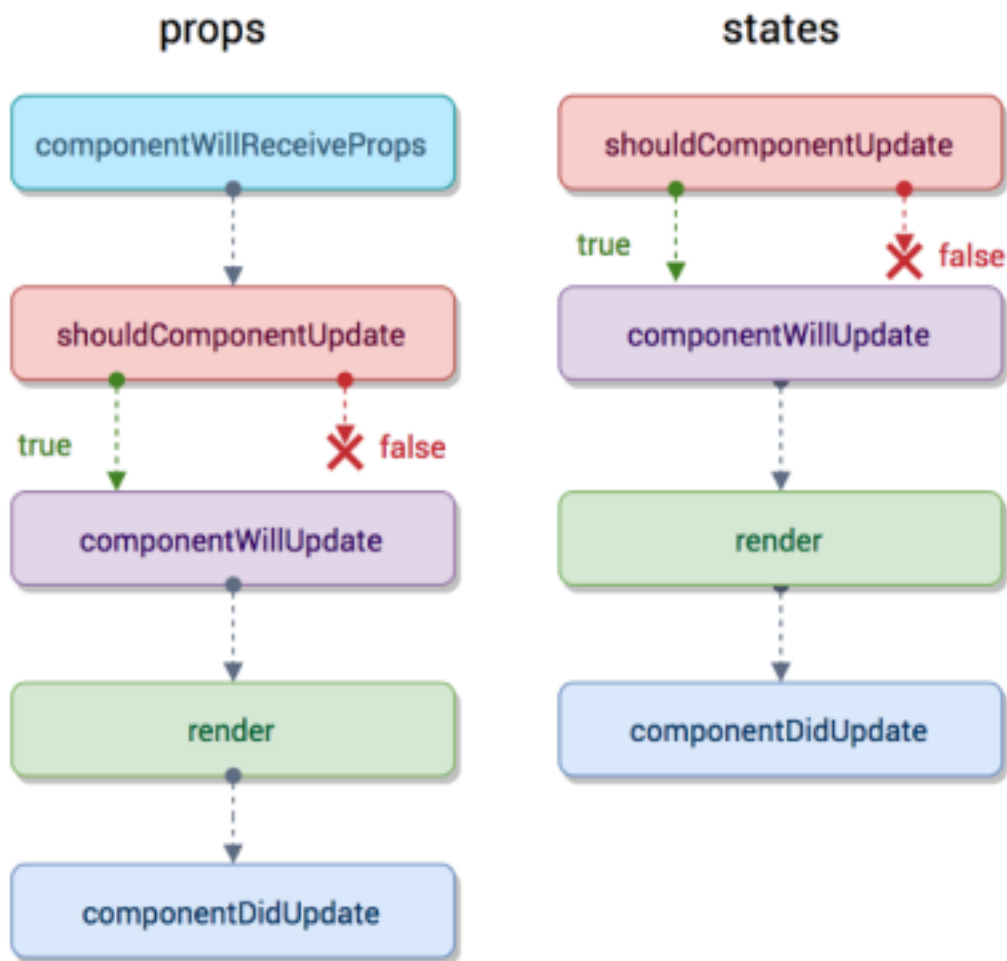 props
componentWillReceiveProps
shouldComponentUpdate
true
false
componentWillUpdate
render
componentDidUpdate
states
shouldComponentUpdate
true
false
componentWillUpdate
render
componentDidUpdate